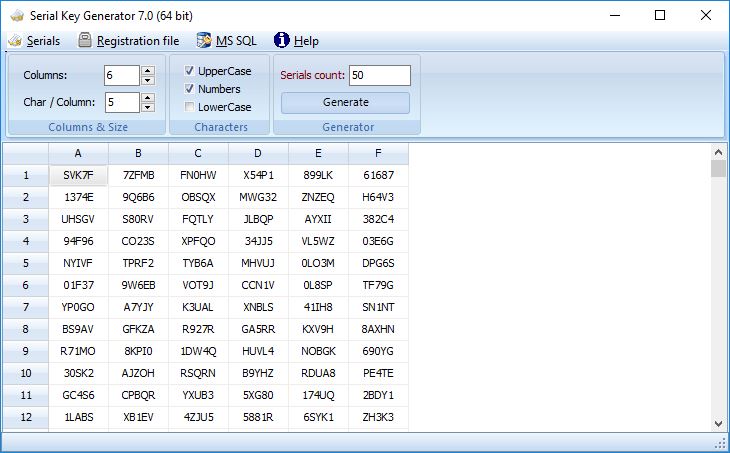 Serial Key Generator 7.0 (64 bit)
Serials Registration file MS SQL Help
Columns: 6 UpperCase Serials count: 50
Numbers
Char / Column: 5 LowerCase Generate
Columns & Size Characters Generator
A B C D E F
1 SVK7F 7ZFMB FN0HW X54P1 899LK 61687
2 1374E 9Q6B6 OBSQX MWG32 ZNZEQ H64V3
3 UHSGV S80RV FQTLY JLBQP AYXII 382C4
4 94F96 CO23S XPFQO 34JJ5 VL5WZ 03E6G
5 NYIVF TPRF2 TYB6A MHVUJ 0LO3M DPG6S
6 01F37 9W6EB VOT9J CCN1V 0L8SP TF79G
7 YP0GO A7YJY K3UAL XNBLS 41IH8 SN1NT
8 BS9AV GFKZA R927R GA5RR KXV9H 8AXHN
9 R71MO 8KPI0 1DW4Q HUVL4 NOBGK 690YG
10 30SK2 AJZOH RSQRN B9YHZ RDUA8 PE4TE
11 GC4S6 CPBQR YXUB3 5XG80 174UQ 2BDY1
12 1LABS XB1EV 4ZJU5 5881R 6SYK1 ZH3K3